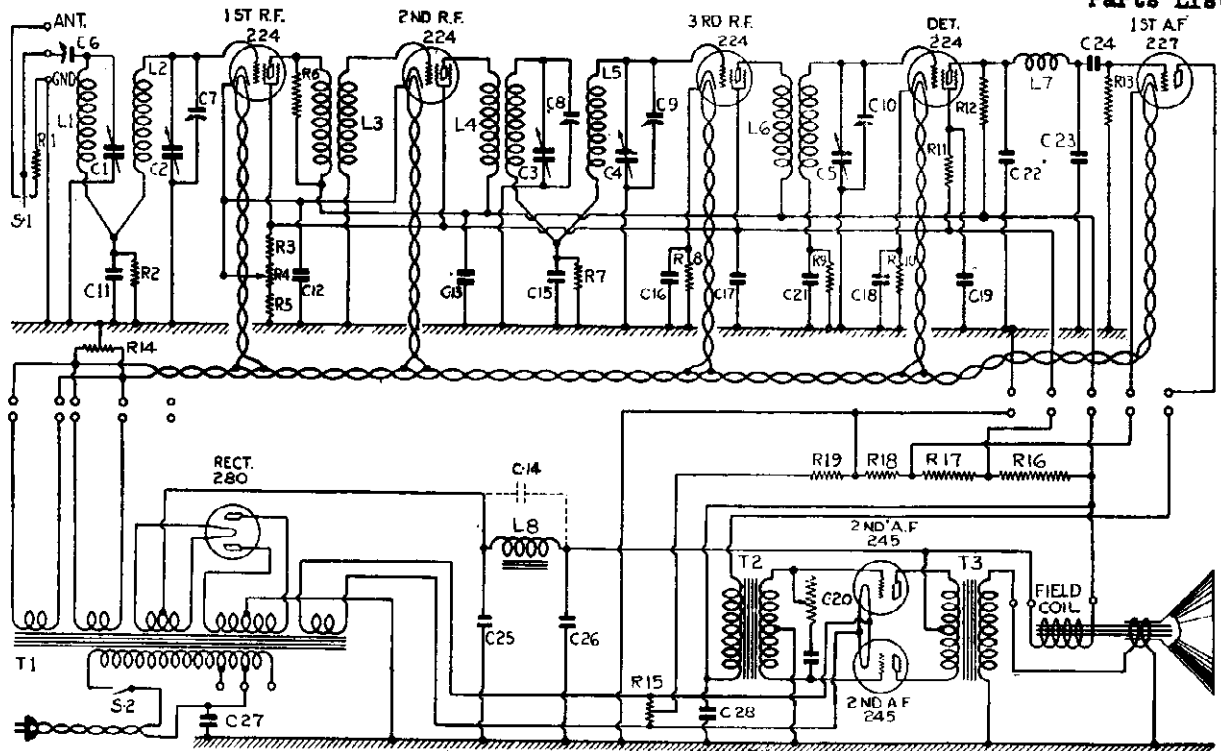 Parts List
ANT.
C6
GND
L1
R1
S-1
C1
L2
C7
C2
C11
R2
1ST R.F.
224
R6
L3
R3
R4
R5
C12
2ND R.F.
224
L4
C13
C8
C3
L5
C9
C4
C15
R7
3RD R.F.
224
L6
C16
R8
C17
C10
C5
R9
C21
C18
R10
DET.
224
R11
R12
C19
L7
C22
C23
C24
R13
1ST A.F
227
R14
RECT.
280
C14
L8
C25
C26
T1
S-2
C27
R19
R18
R17
R16
T2
2ND A.F
245
C20
T3
FIELD
COIL
R15
C28
2ND A F
245